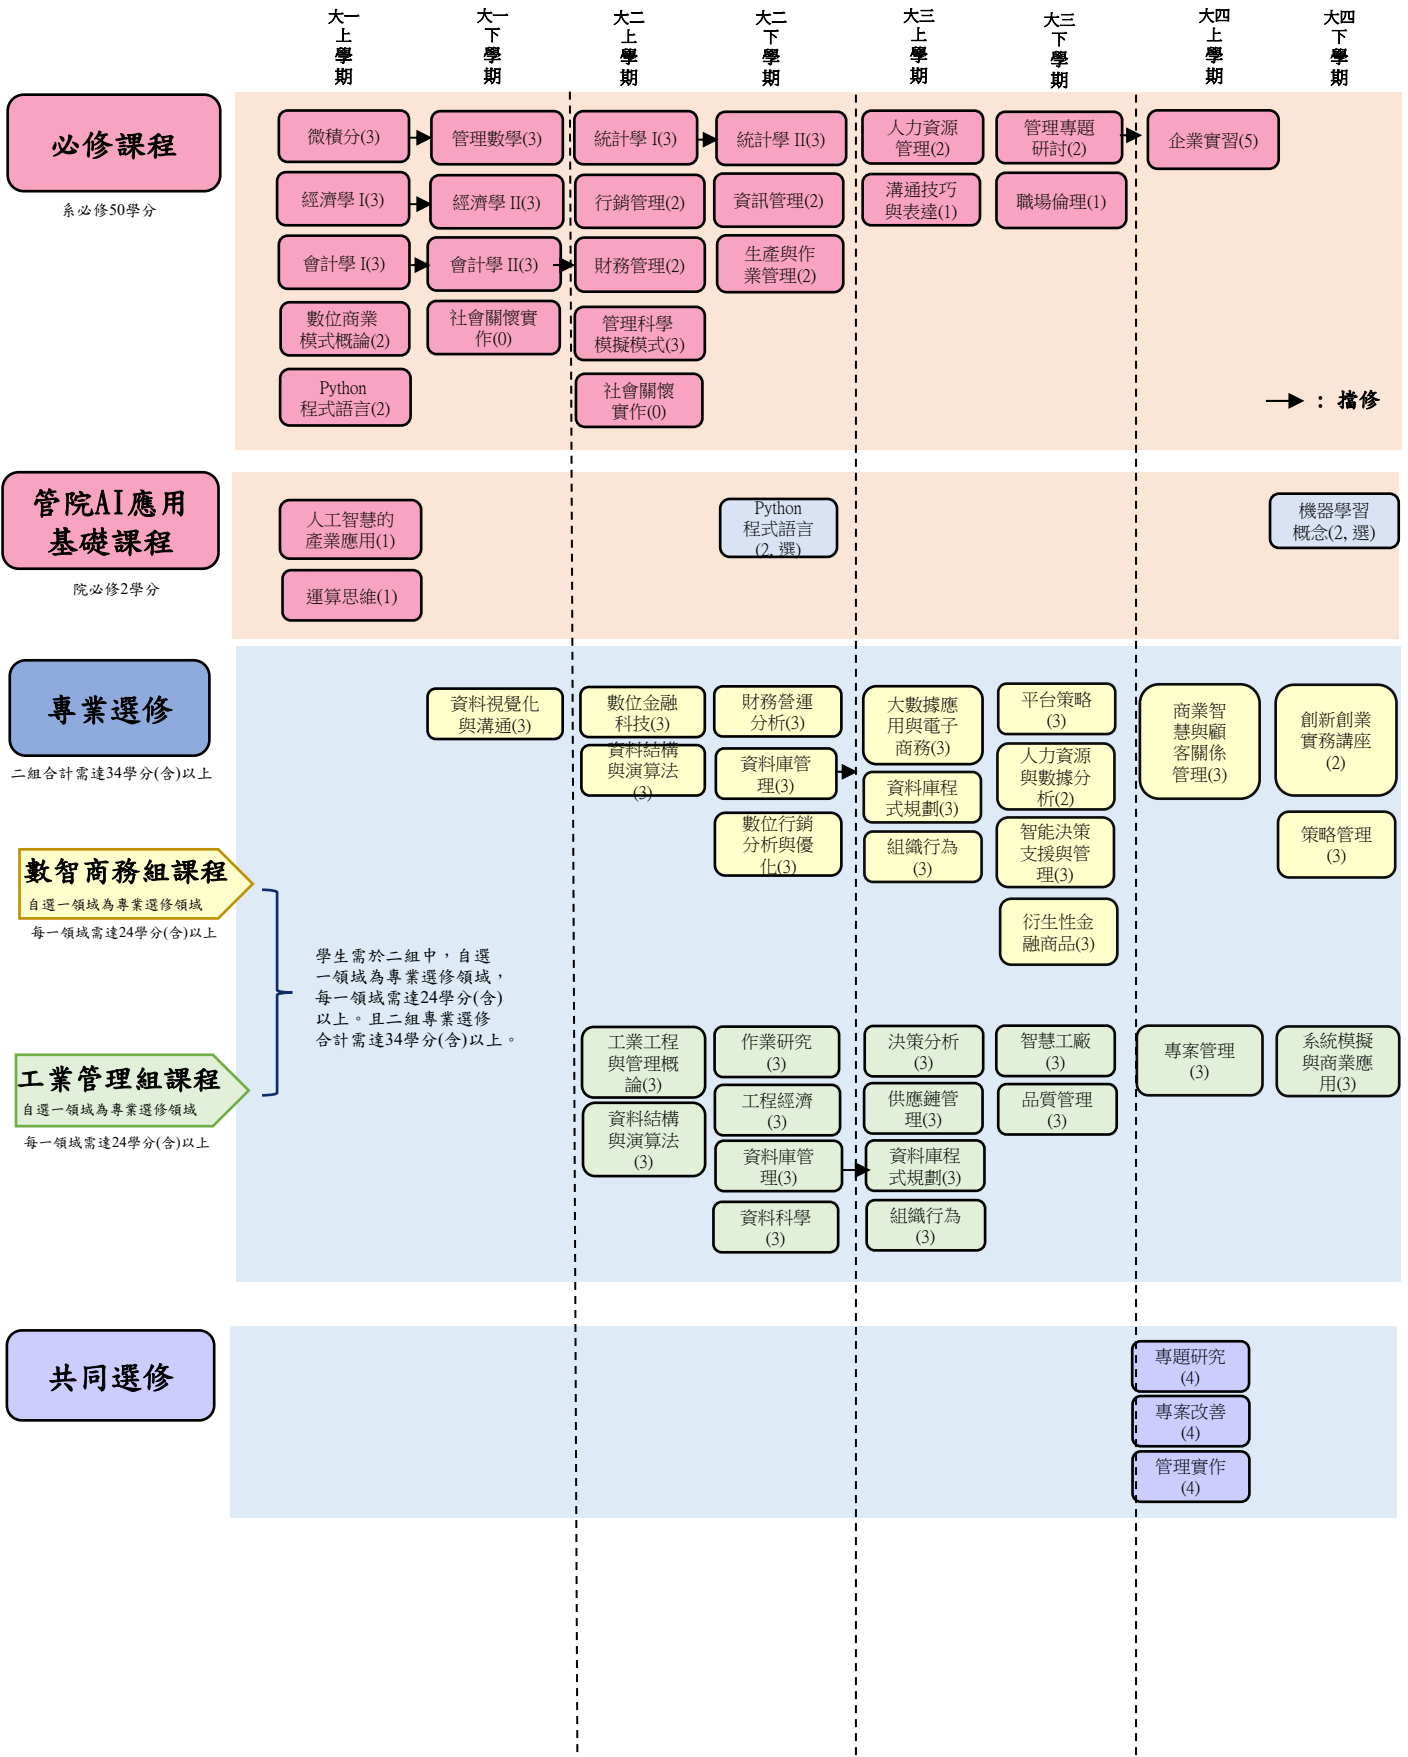 大一
上
學
期
大一
下
學
期
大二
上
學
期
大二
下
學
期
大三
上
學
期
大三
下
學
期
大四
上
學
期
大四
下
學
期
必修課程
系必修50學分
微積分(3)
管理數學(3)
統計學 I(3)
統計學 II(3)
人力資源
管理(2)
管理專題
研討(2)
企業實習(5)
經濟學 I(3)
經濟學 II(3)
行銷管理(2)
資訊管理(2)
溝通技巧
與表達(1)
職場倫理(1)
會計學 I(3)
會計學 II(3)
財務管理(2)
生產與作
業管理(2)
數位商業
模式概論(2)
社會關懷實
作(0)
管理科學
模擬模式(3)
Python
程式語言(2)
社會關懷
實作(0)
：擋修
管院AI應用
基礎課程
院必修2學分
人工智慧的
產業應用(1)
Python
程式語言
(2, 選)
機器學習
概念(2, 選)
運算思維(1)
專業選修
二組合計需達34學分(含)以上
資料視覺化
與溝通(3)
數位金融
科技(3)
財務營運
分析(3)
大數據應
用與電子
商務(3)
平台策略
(3)
商業智
慧與顧
客關係
管理(3)
創新創業
實務講座
(2)
資料結構
與演算法
(3)
資料庫管
理(3)
資料庫程
式規劃(3)
人力資源
與數據分
析(2)
數位行銷
分析與優
化(3)
組織行為
(3)
智能決策
支援與管
理(3)
策略管理
(3)
衍生性金
融商品(3)
數智商務組課程
自選一領域為專業選修領域
每一領域需達24學分(含)以上
學生需於二組中，自選
一領域為專業選修領域，
每一領域需達24學分(含)
以上。且二組專業選修
合計需達34學分(含)以上。
工業管理組課程
自選一領域為專業選修領域
每一領域需達24學分(含)以上
工業工程
與管理概
論(3)
作業研究
(3)
決策分析
(3)
智慧工廠
(3)
專案管理
(3)
系統模擬
與商業應
用(3)
資料結構
與演算法
(3)
工程經濟
(3)
供應鏈管
理(3)
品質管理
(3)
資料庫管
理(3)
資料庫程
式規劃(3)
資料科學
(3)
組織行為
(3)
共同選修
專題研究
(4)
專案改善
(4)
管理實作
(4)